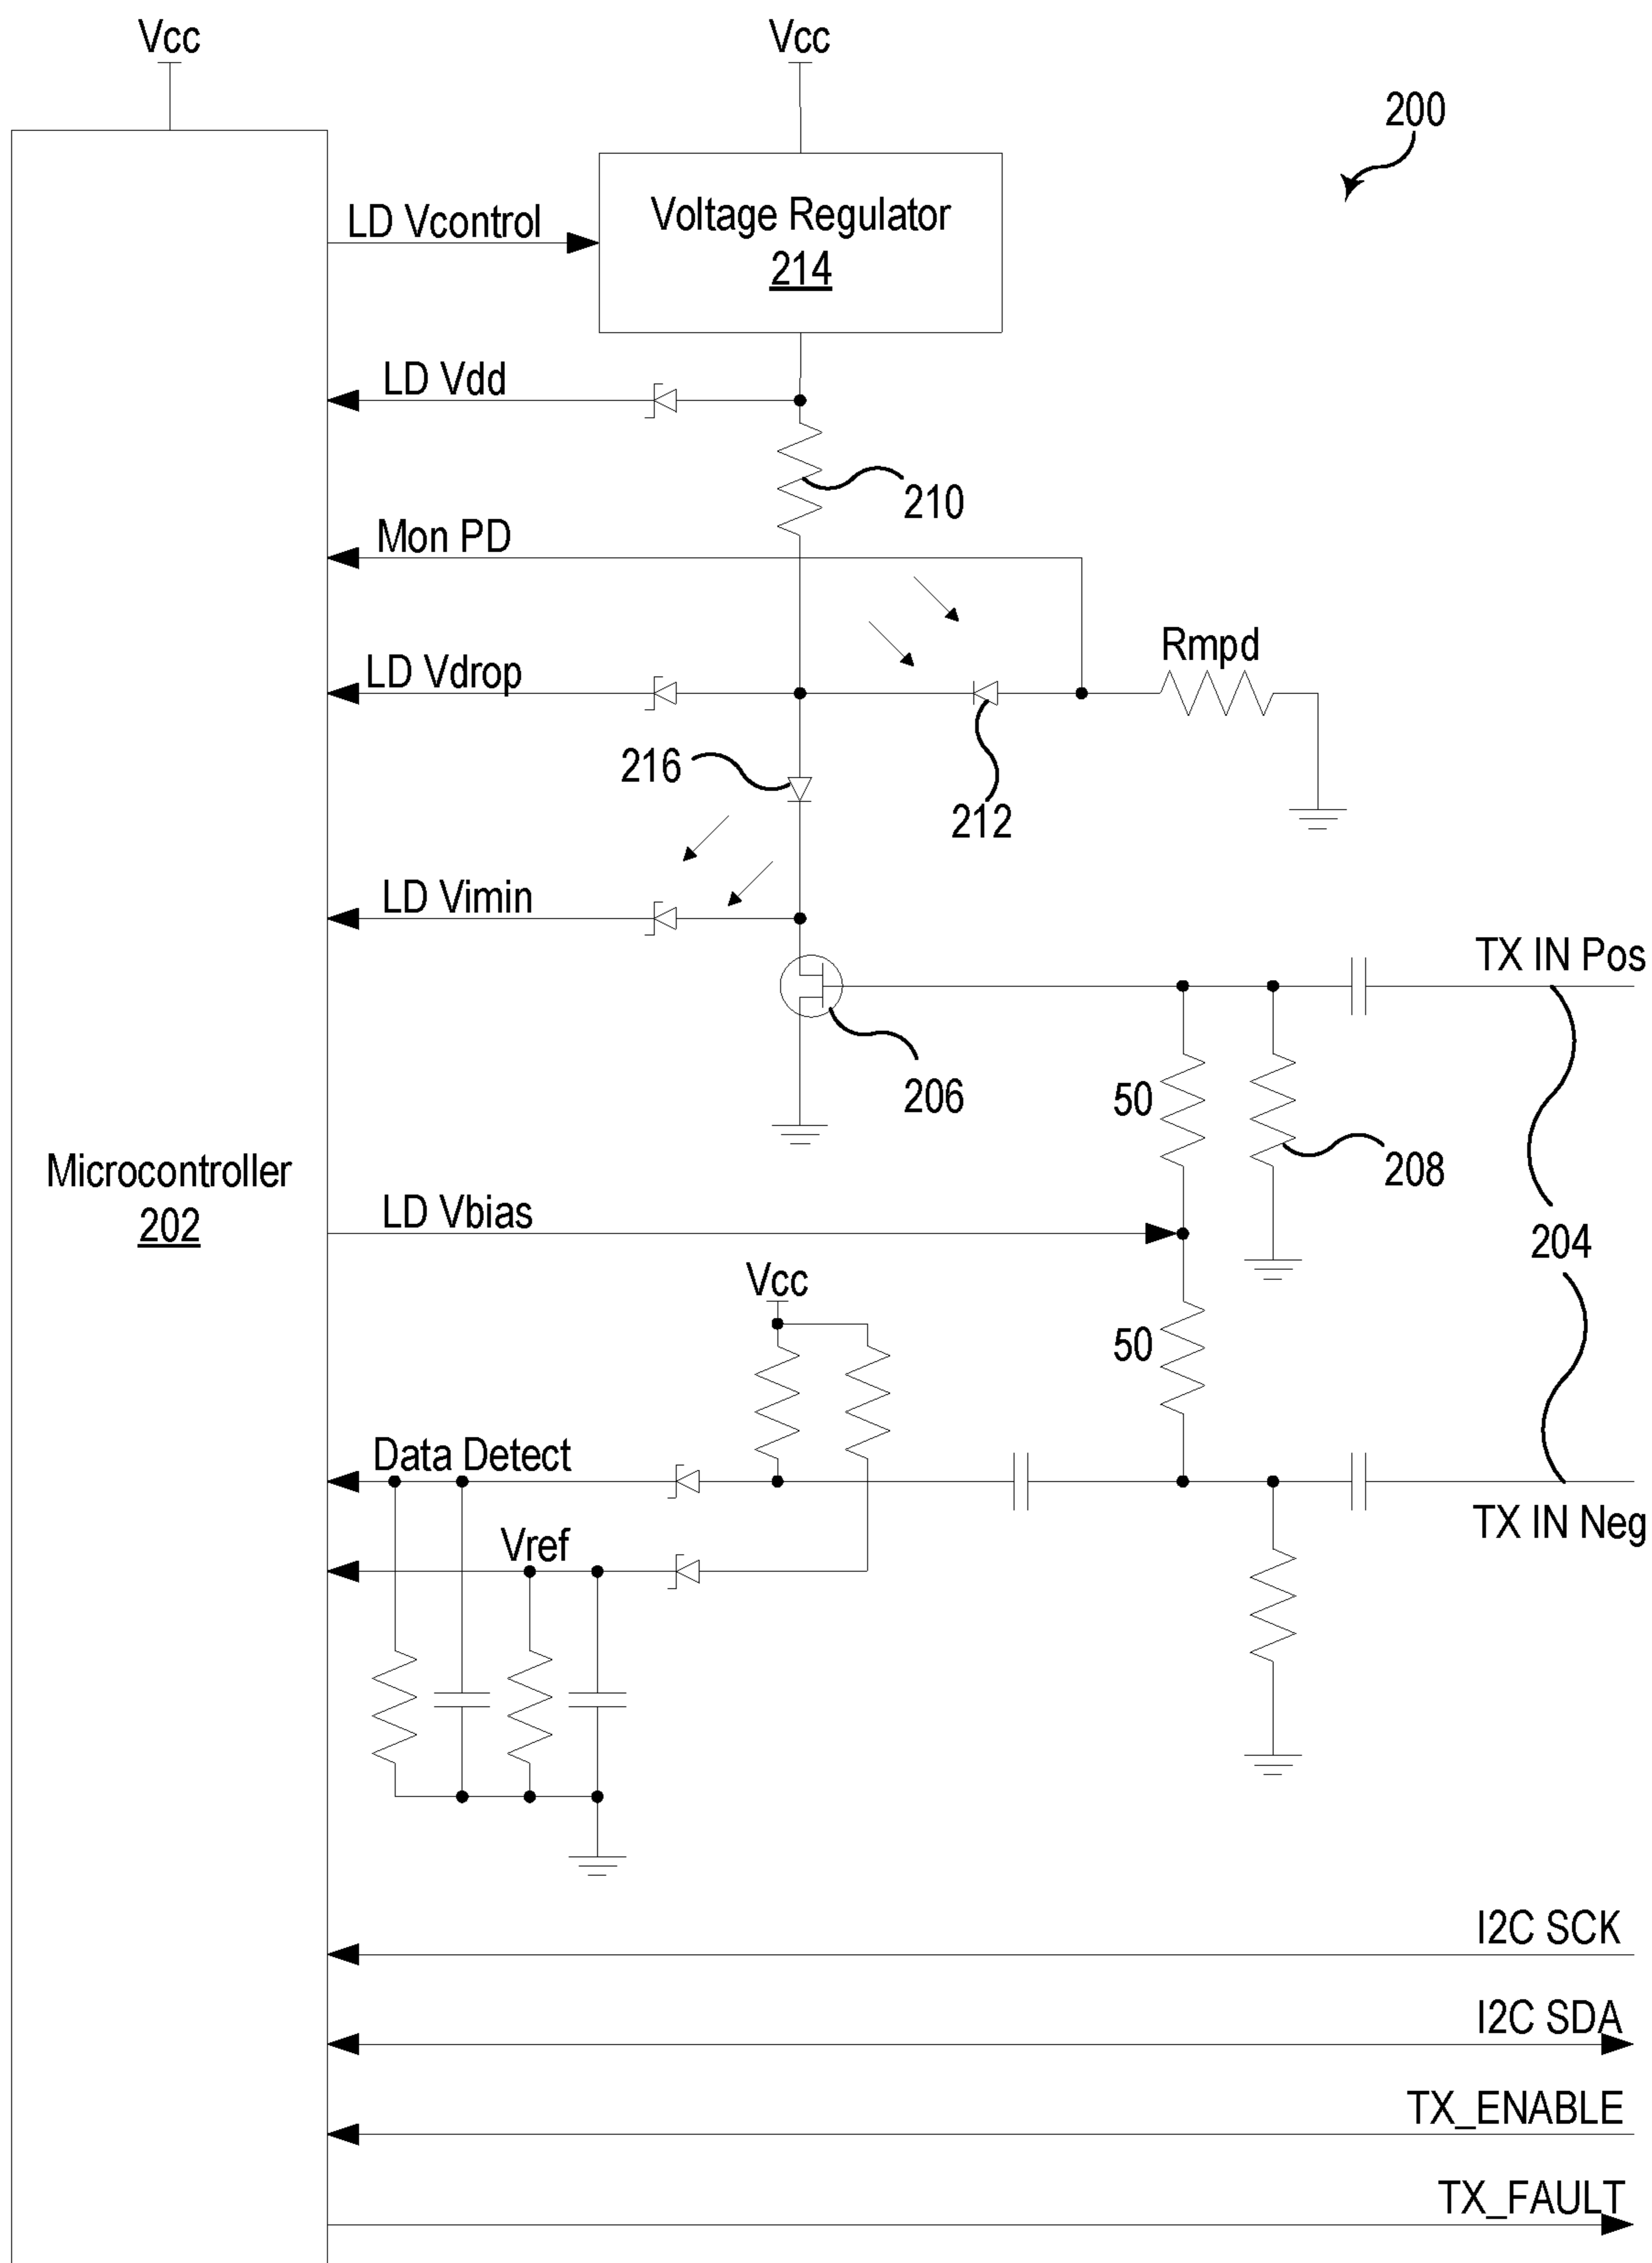 Vcc
Vcc
200
LD Vcontrol
Voltage Regulator
214
LD Vdd
210
Mon PD
Rmpd
LD Vdrop
216
212
LD Vimin
TX IN Pos
206
50
208
Microcontroller
202
LD Vbias
204
Vcc
50
Data Detect
TX IN Neg
Vref
I2C SCK
I2C SDA
TX_ENABLE
TX_FAULT